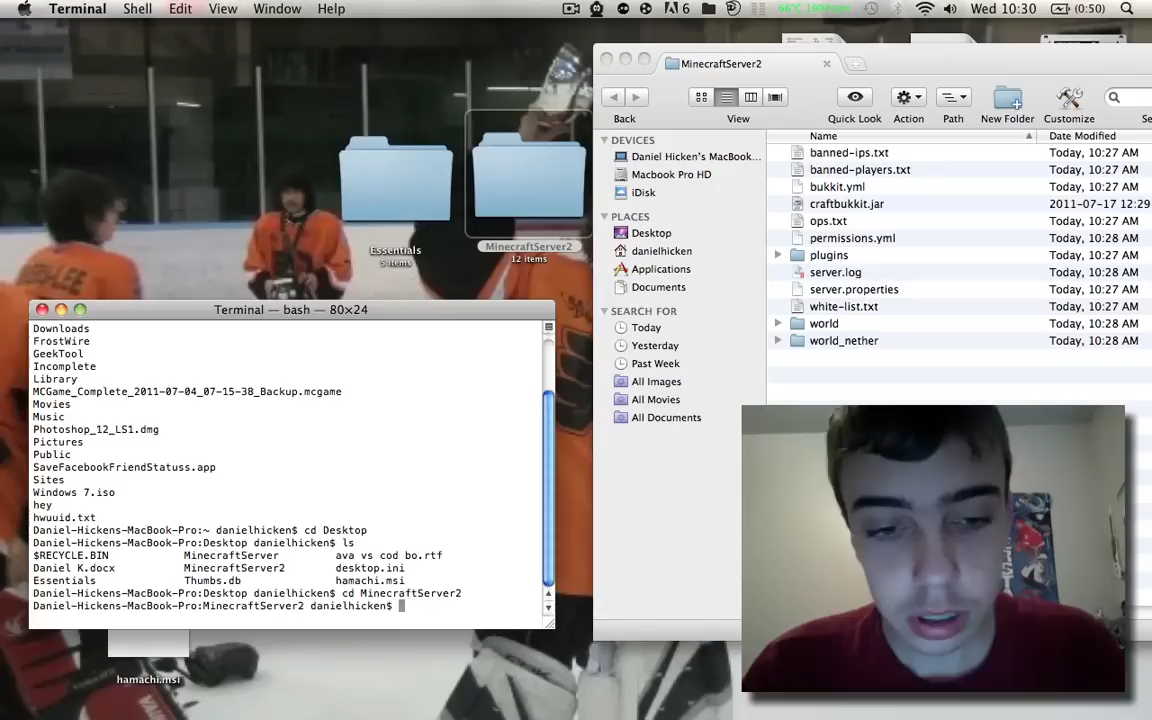 Terminal Shell Edit View Window Help
6
Wed 10:30 (0:50)
MinecraftServer2
Back
View
Quick Look
Action
Path
New Folder
Customize
DEVICES
Daniel Hicken's MacBook...
Macbook Pro HD
iDisk
PLACES
Desktop
danielhicken
Applications
Documents
SEARCH FOR
Today
Yesterday
Past Week
All Images
All Movies
All Documents
Name Date Modified
banned-ips.txt Today, 10:27 AM
banned-players.txt Today, 10:27 AM
bukkit.yml Today, 10:27 AM
craftbukkit.jar 2011-07-17 12:29
ops.txt Today, 10:27 AM
permissions.yml Today, 10:28 AM
plugins Today, 10:27 AM
server.log Today, 10:28 AM
server.properties Today, 10:28 AM
white-list.txt Today, 10:27 AM
world Today, 10:28 AM
world_nether Today, 10:28 AM
Essentials
5 items
MinecraftServer2
12 items
Terminal — bash — 80×24
Downloads
FrostWire
GeekTool
Incomplete
Library
MCGame_Complete_2011-07-04_07-15-38_Backup.mcgame
Movies
Music
Photoshop_12_LS1.dmg
Pictures
Public
SaveFacebookFriendStatuss.app
Sites
Windows 7.iso
hey
hwuuid.txt
Daniel-Hickens-MacBook-Pro:~ danielhicken$ cd Desktop
Daniel-Hickens-MacBook-Pro:Desktop danielhicken$ ls
$RECYCLE.BIN MinecraftServer ava vs cod bo.rtf
Daniel K.docx MinecraftServer2 desktop.ini
Essentials Thumbs.db hamachi.msi
Daniel-Hickens-MacBook-Pro:Desktop danielhicken$ cd MinecraftServer2
Daniel-Hickens-MacBook-Pro:MinecraftServer2 danielhicken$
hamachi.msi